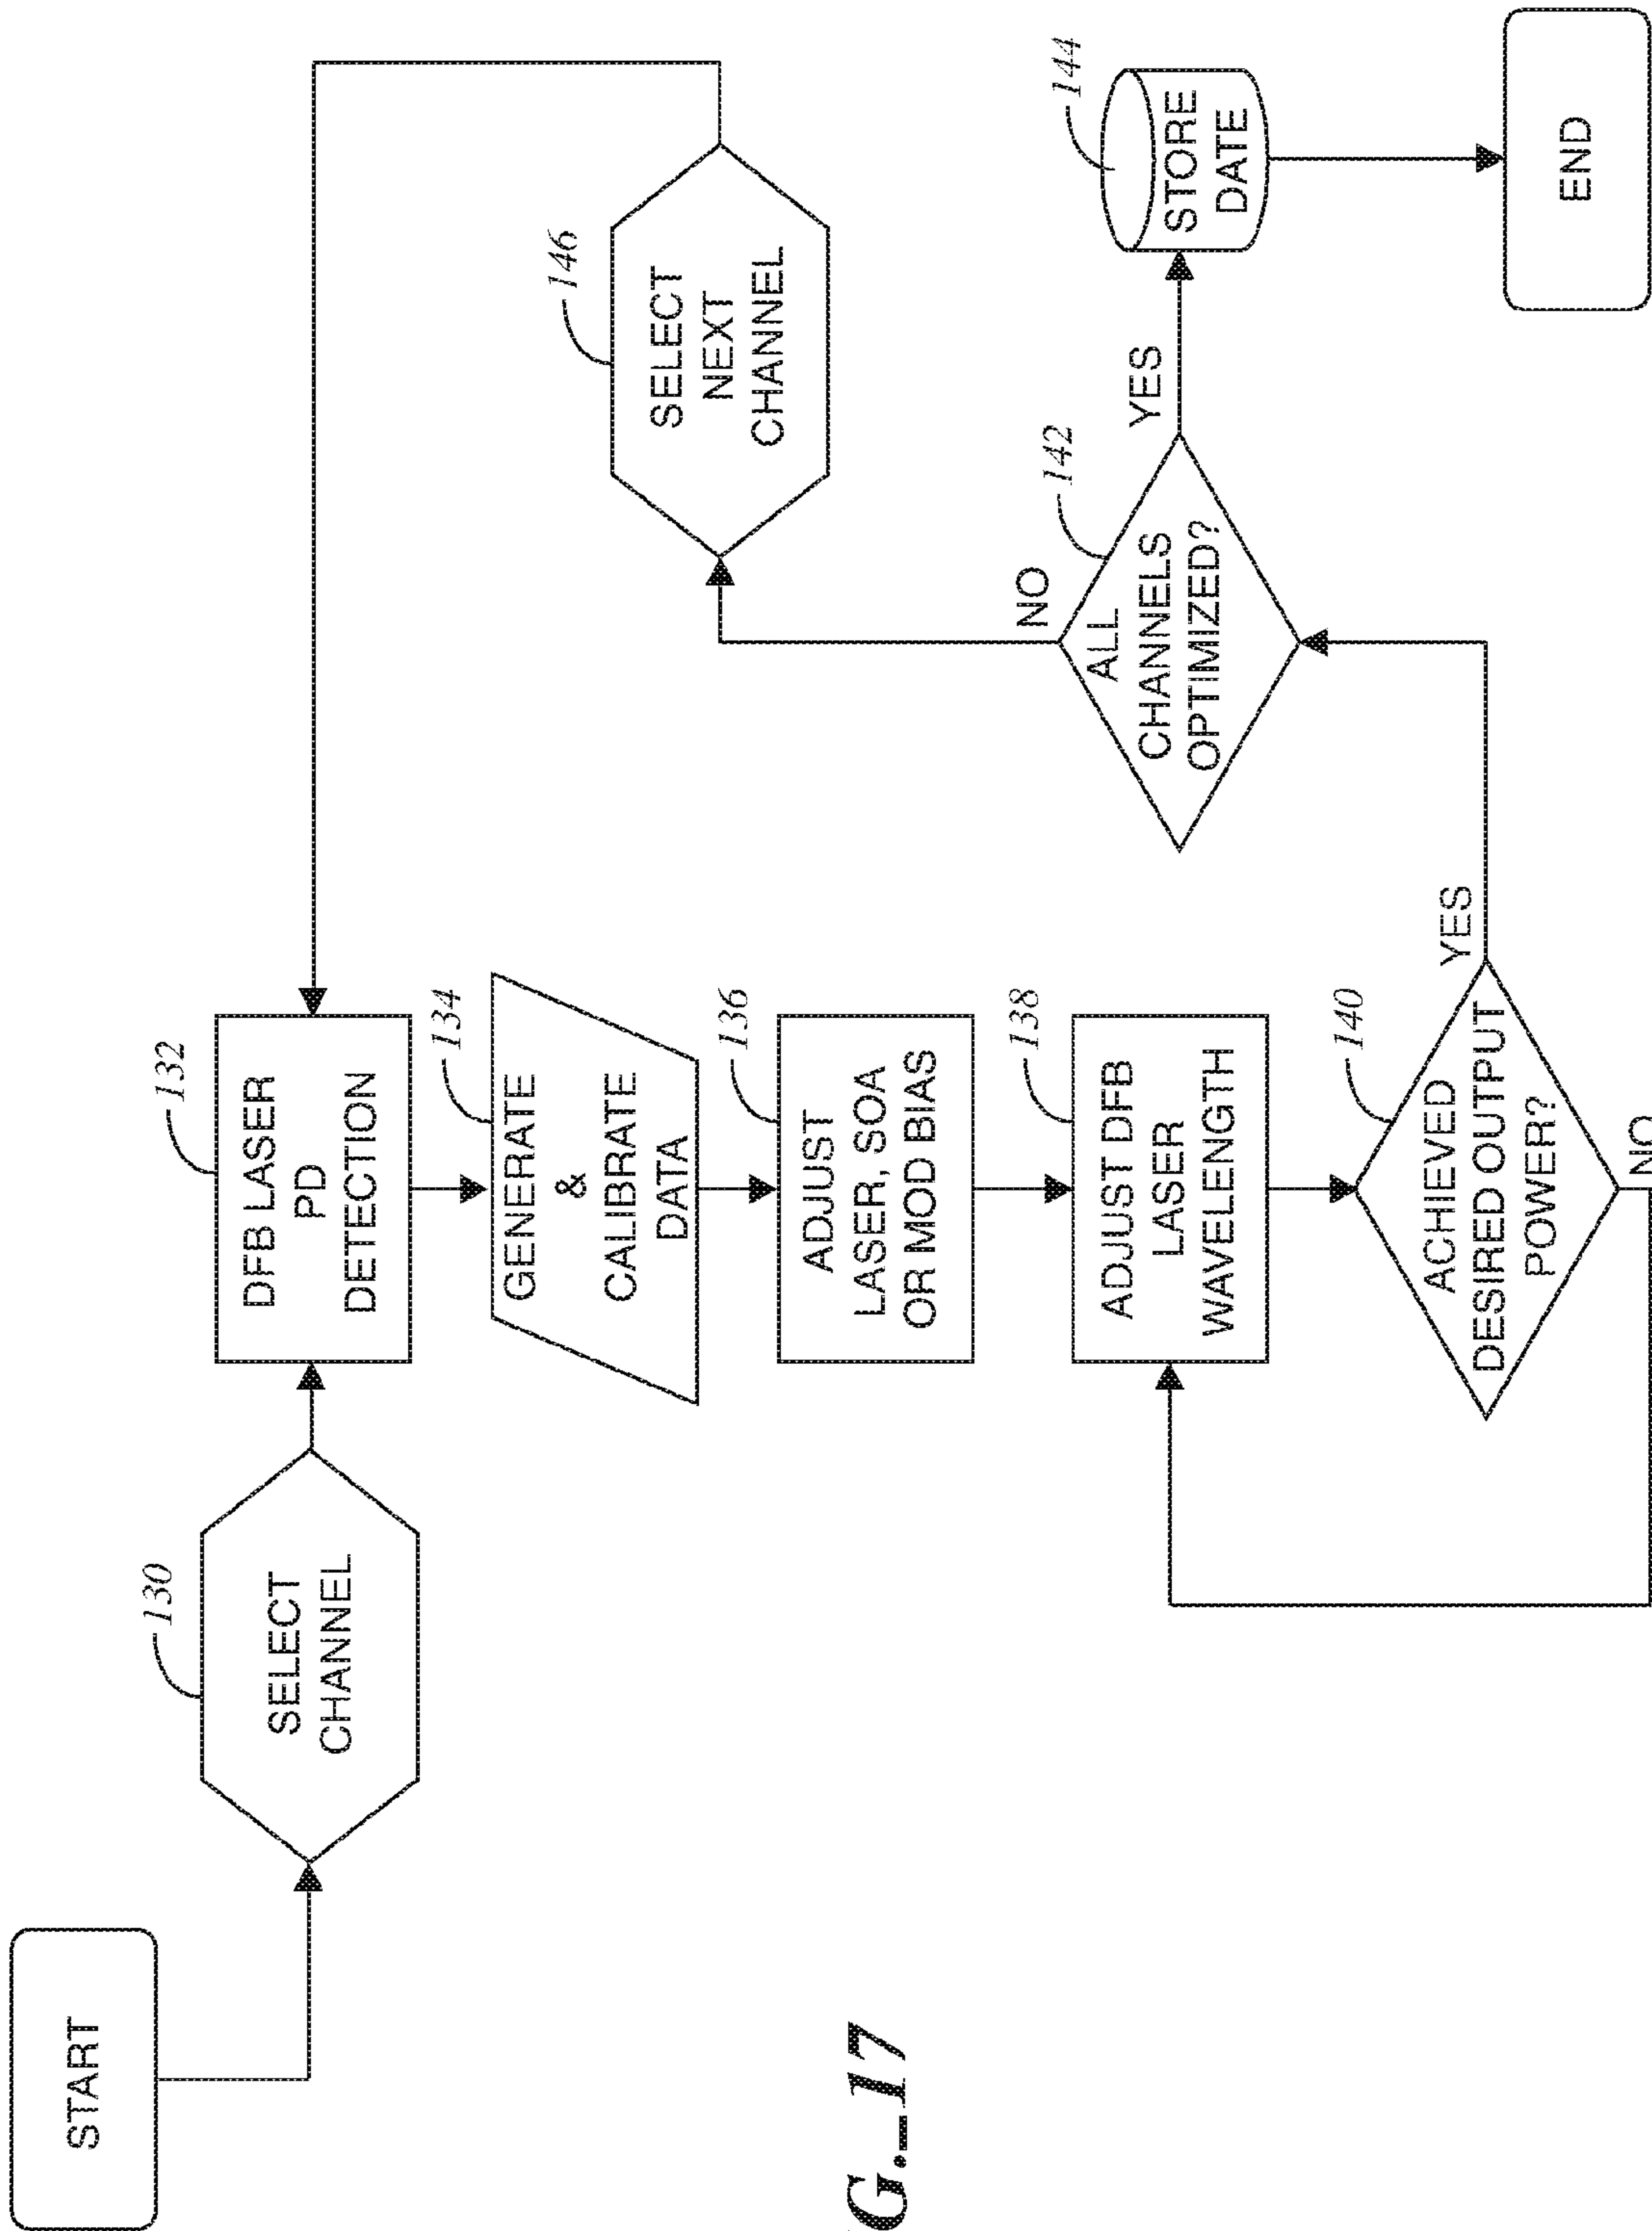 START
130
SELECT
CHANNEL
132
DFB LASER
PD
DETECTION
134
GENERATE
&
CALIBRATE
DATA
136
ADJUST
LASER, SOA
OR MOD BIAS
138
ADJUST DFB
LASER
WAVELENGTH
140
ACHIEVED
DESIRED OUTPUT
POWER?
NO
YES
142
ALL
CHANNELS
OPTIMIZED?
NO
YES
146
SELECT
NEXT
CHANNEL
144
STORE
DATE
END
G._17